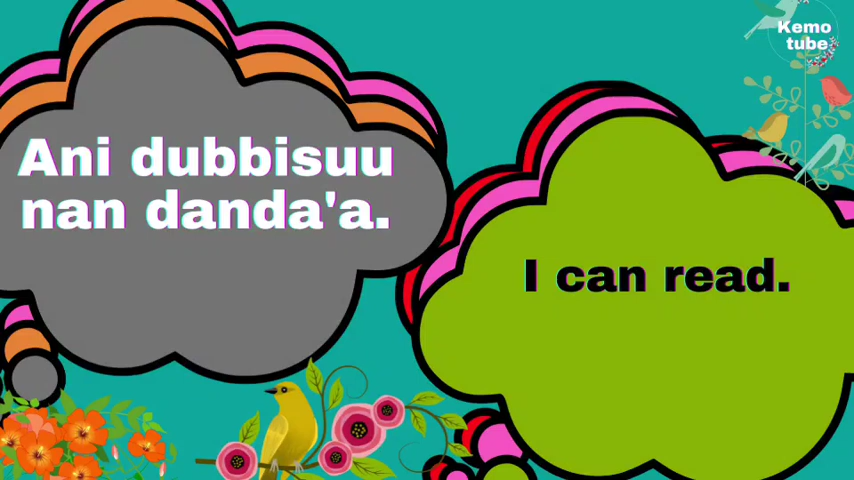 Kemo
tube
Ani dubbisuu
nan danda'a.
I can read.